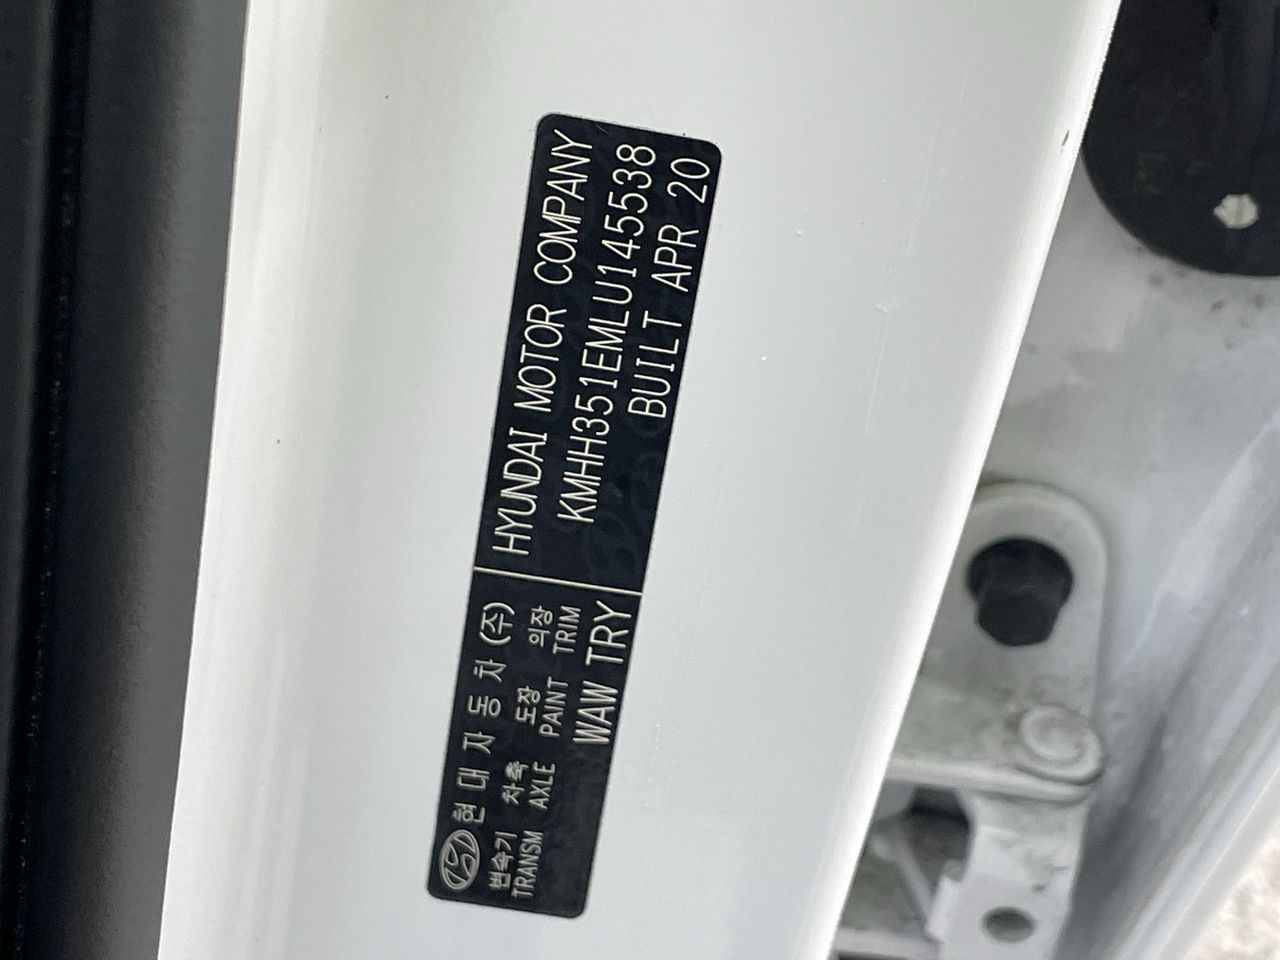 현대자동차(주)
변속기 차축 도장 의장
TRANSM AXLE PAINT TRIM
WAW TRY
HYUNDAI MOTOR COMPANY
KMHH351EMLU145538
BUILT APR 20